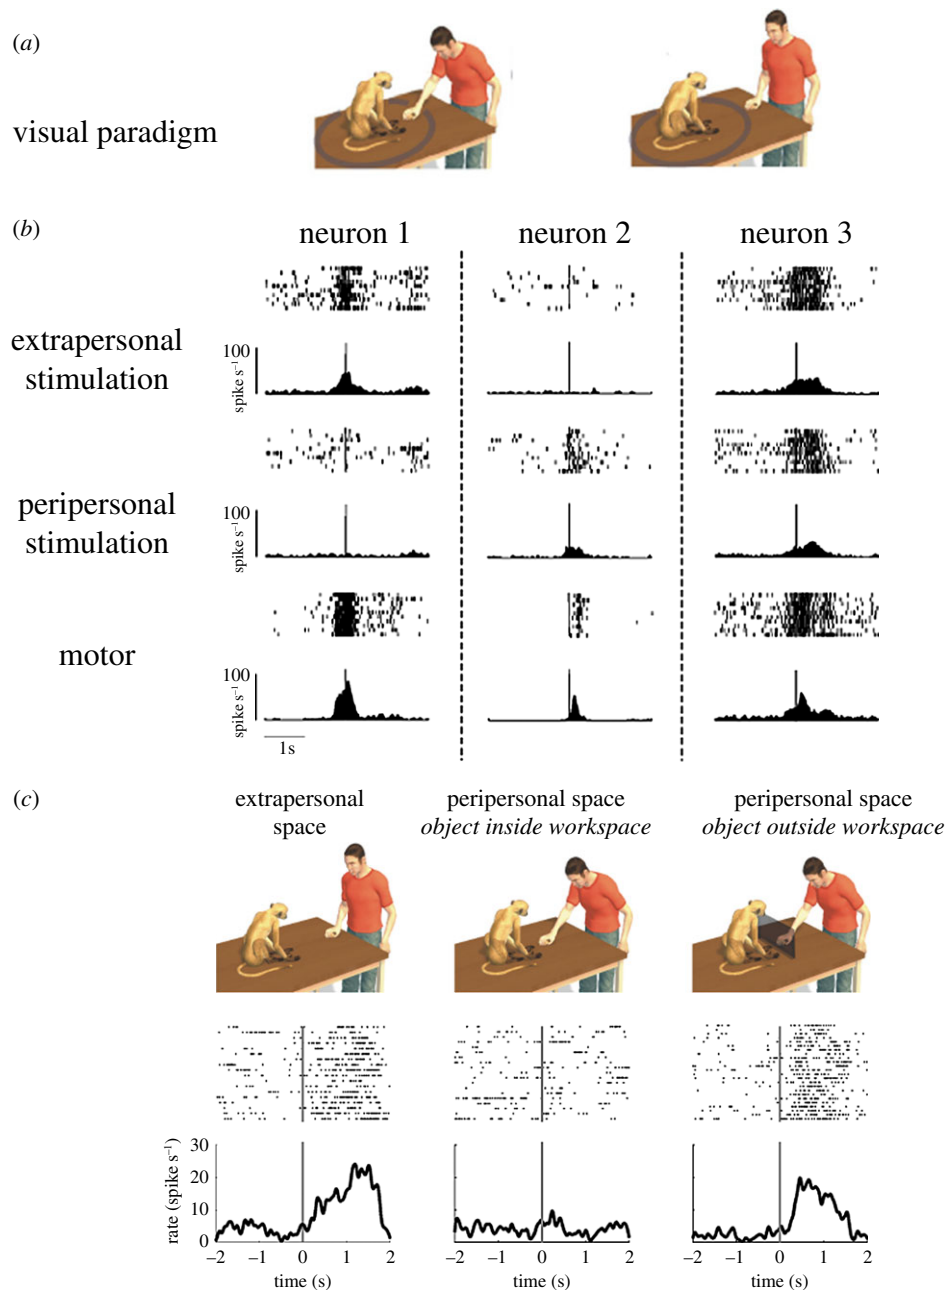 (a)
visual paradigm
(b)
neuron 1
neuron 2
neuron 3
extrapersonal
stimulation
100
spike s⁻¹
peripersonal
stimulation
100
spike s⁻¹
motor
100
spike s⁻¹
1s
(c)
extrapersonal
space
peripersonal space
object inside workspace
peripersonal space
object outside workspace
rate (spike s⁻¹)
30
20
10
0
−2 −1 0 1 2
time (s)
−2 −1 0 1 2
time (s)
−2 −1 0 1 2
time (s)